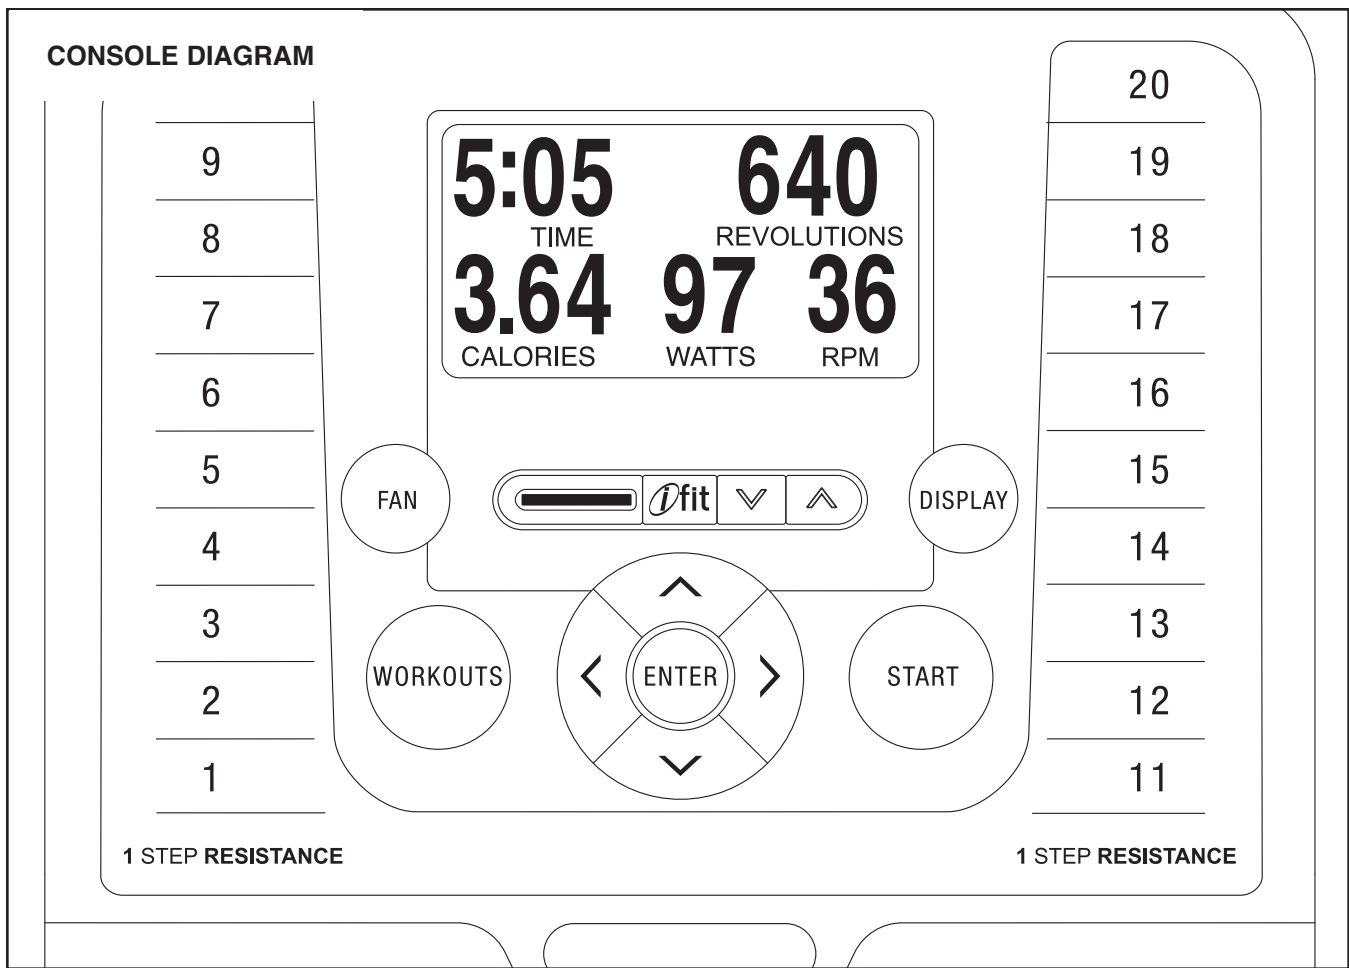 CONSOLE DIAGRAM
20
9
19
8
18
7
17
6
16
5
15
4
14
3
13
2
12
1
11
5:05
640
TIME
REVOLUTIONS
3.64
97
36
CALORIES
WATTS
RPM
FAN
ifit
DISPLAY
WORKOUTS
ENTER
START
1 STEP RESISTANCE
1 STEP RESISTANCE